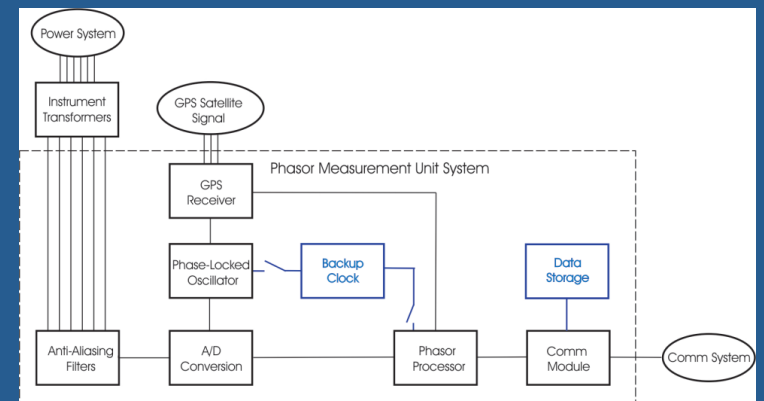 Power System
Instrument
Transformers
GPS Satellite
Signal
Phasor Measurement Unit System
GPS
Receiver
Phase-Locked
Oscillator
Backup
Clock
Data
Storage
Anti-Aliasing
Filters
A/D
Conversion
Phasor
Processor
Comm
Module
Comm System